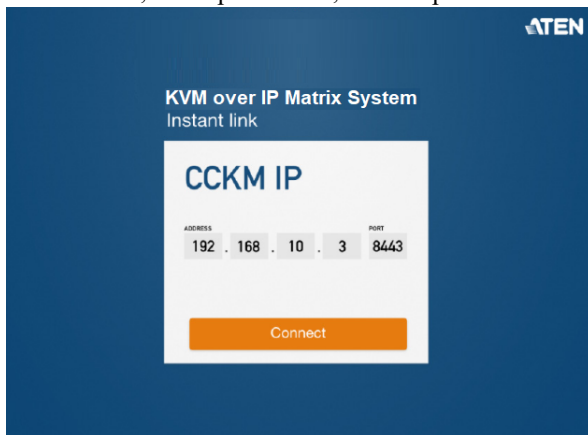 ATEN
KVM over IP Matrix System
Instant link
CCKM IP
ADDRESS PORT
192 . 168 . 10 . 3 8443
Connect